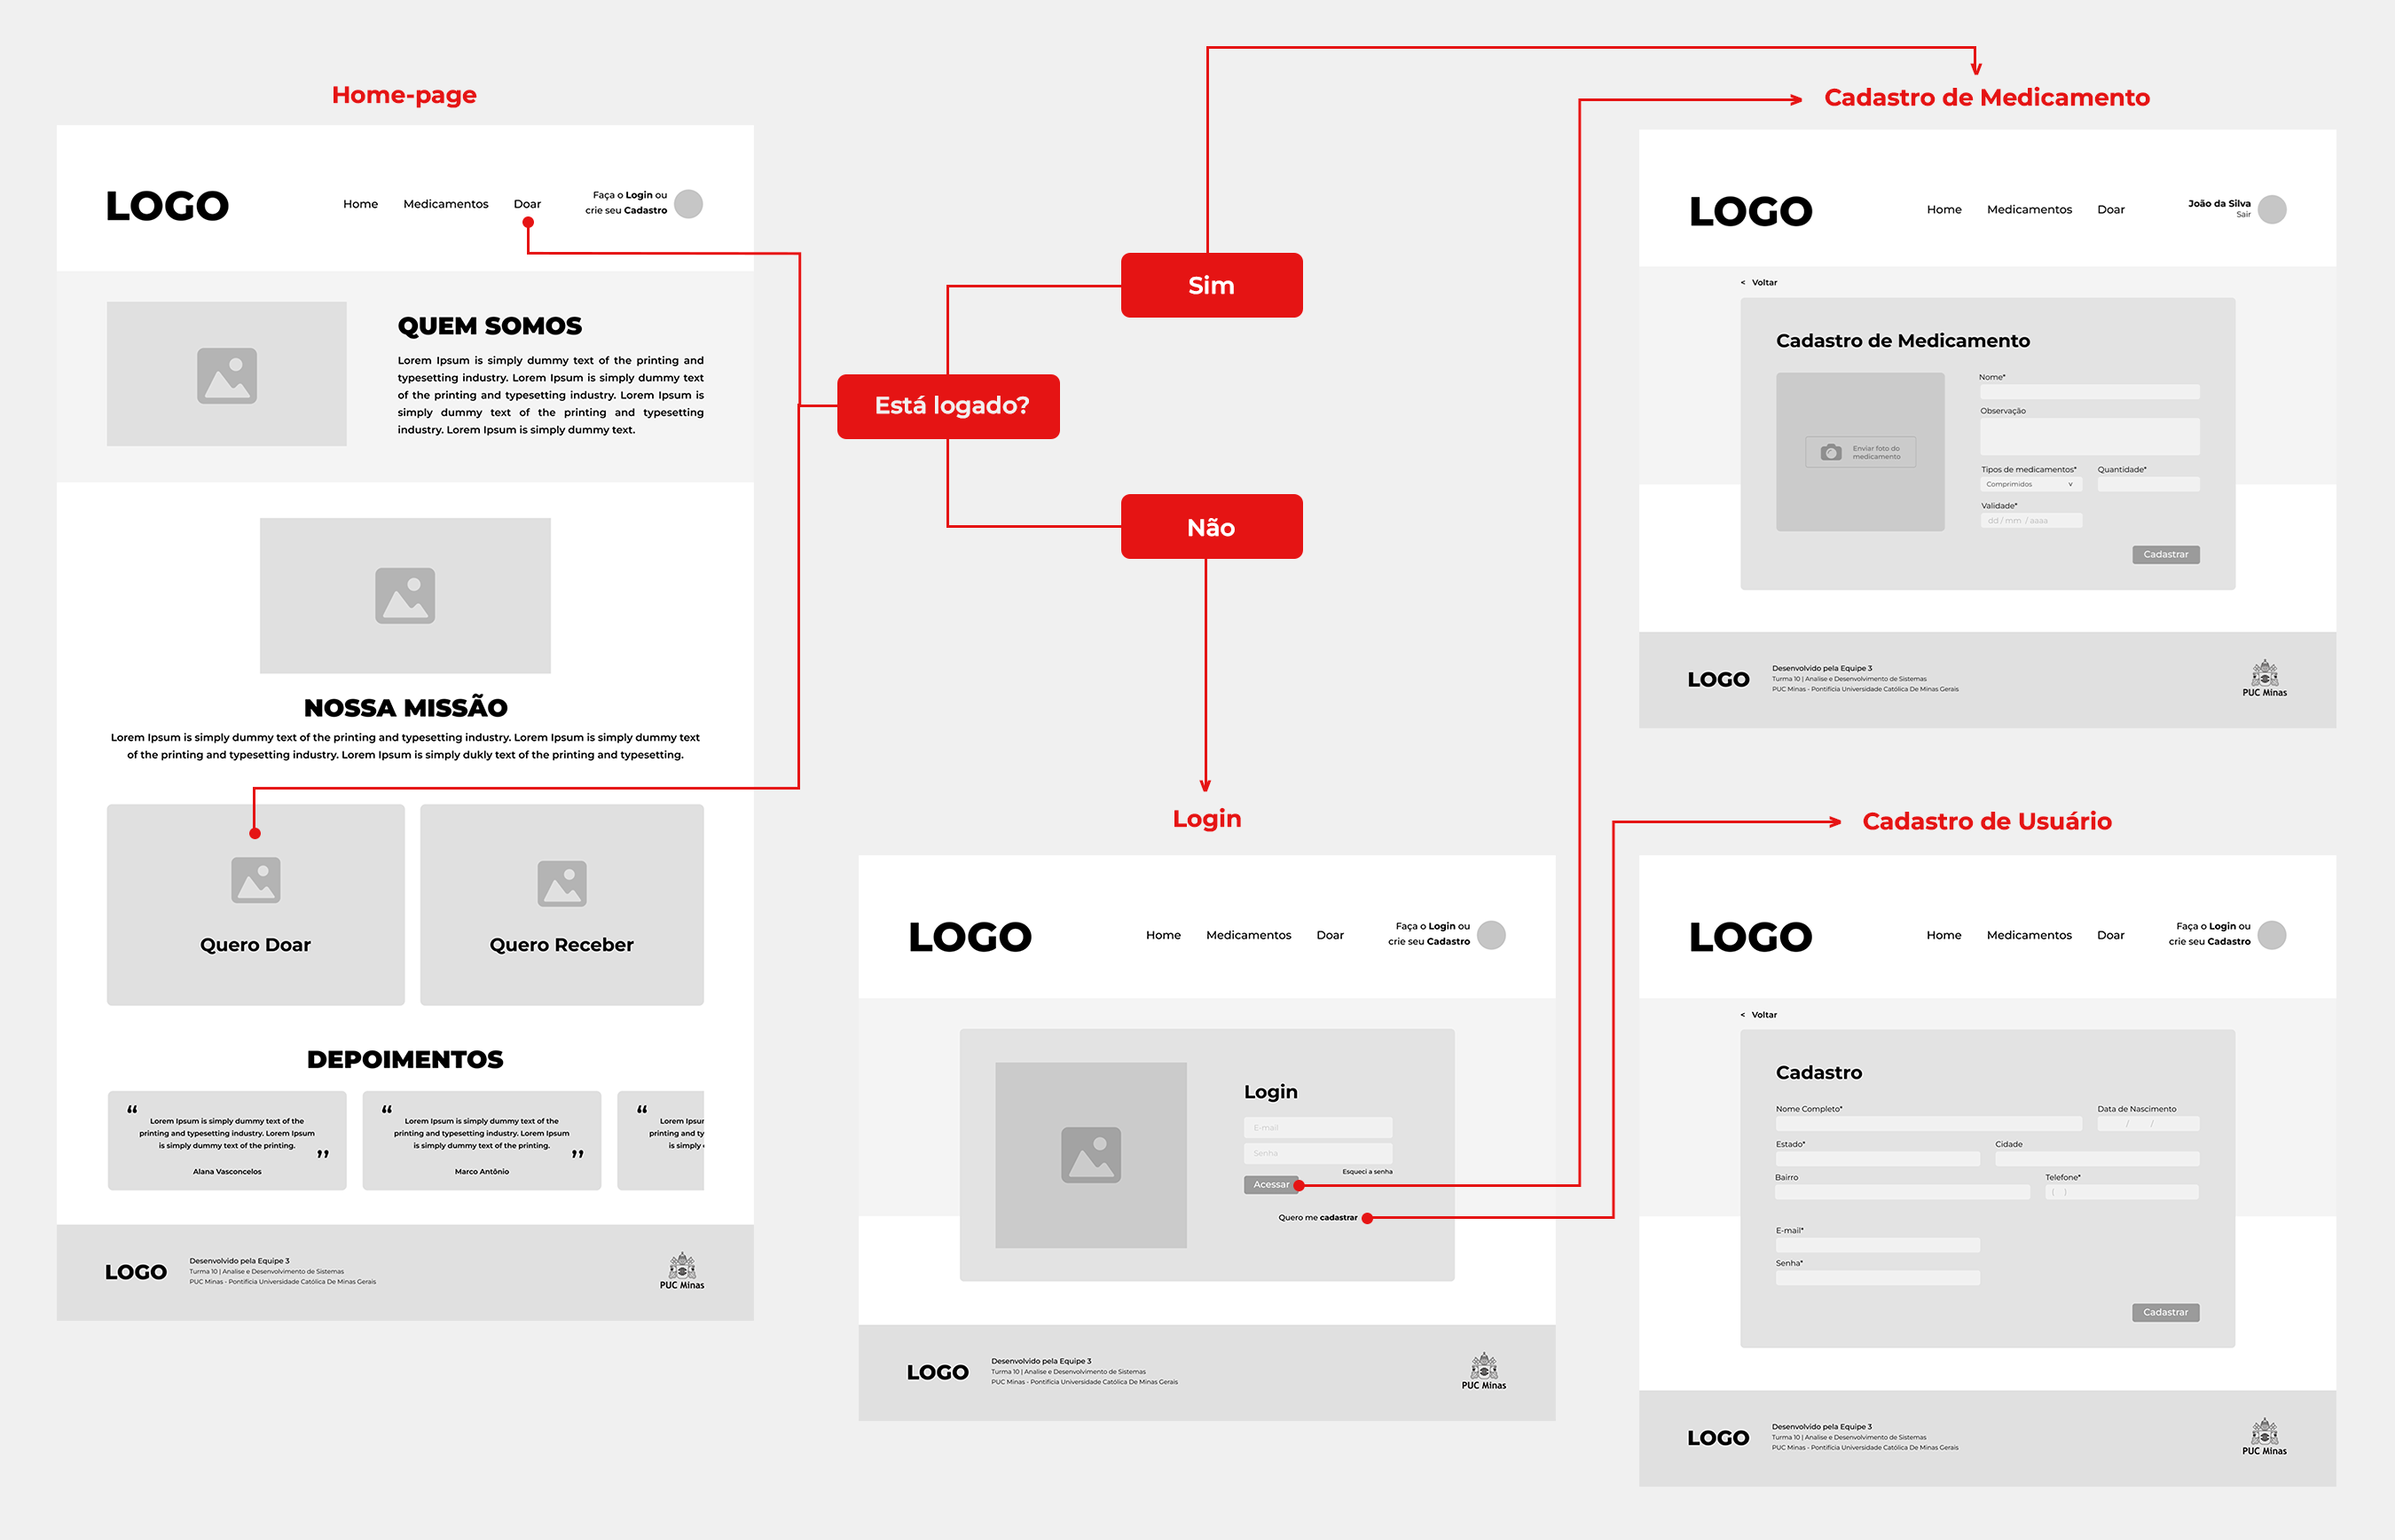 Home-page
LOGO
Home Medicamentos Doar
Faça o Login ou
crie seu Cadastro
QUEM SOMOS
Lorem Ipsum is simply dummy text of the printing and
typesetting industry. Lorem Ipsum is simply dummy text
of the printing and typesetting industry. Lorem Ipsum is
simply dummy text of the printing and typesetting
industry. Lorem Ipsum is simply dummy text.
NOSSA MISSÃO
Lorem Ipsum is simply dummy text of the printing and typesetting industry. Lorem Ipsum is simply dummy text
of the printing and typesetting industry. Lorem Ipsum is simply dukly text of the printing and typesetting.
Quero Doar
Quero Receber
DEPOIMENTOS
“
Lorem Ipsum is simply dummy text of the
printing and typesetting industry. Lorem Ipsum
is simply dummy text of the printing.
”
Alana Vasconcelos
“
Lorem Ipsum is simply dummy text of the
printing and typesetting industry. Lorem Ipsum
is simply dummy text of the printing.
”
Marco Antônio
“
Lorem Ipsur
printing and ty
is simply
LOGO
Desenvolvido pela Equipe 3
Turma 10 | Analise e Desenvolvimento de Sistemas
PUC Minas - Pontifícia Universidade Católica De Minas Gerais
PUC Minas
Está logado?
Sim
Não
Login
LOGO
Home Medicamentos Doar
Faça o Login ou
crie seu Cadastro
Login
E-mail
Senha
Esqueci a senha
Acessar
Quero me cadastrar
LOGO
Desenvolvido pela Equipe 3
Turma 10 | Analise e Desenvolvimento de Sistemas
PUC Minas - Pontifícia Universidade Católica De Minas Gerais
PUC Minas
Cadastro de Medicamento
LOGO
Home Medicamentos Doar
João da Silva
Sair
< Voltar
Cadastro de Medicamento
Enviar foto do
medicamento
Nome*
Observação
Tipos de medicamentos* Quantidade*
Comprimidos v
Validade*
dd / mm / aaaa
Cadastrar
LOGO
Desenvolvido pela Equipe 3
Turma 10 | Analise e Desenvolvimento de Sistemas
PUC Minas - Pontifícia Universidade Católica De Minas Gerais
PUC Minas
Cadastro de Usuário
LOGO
Home Medicamentos Doar
Faça o Login ou
crie seu Cadastro
< Voltar
Cadastro
Nome Completo* Data de Nascimento
/ /
Estado* Cidade
Bairro Telefone*
( )
E-mail*
Senha*
Cadastrar
LOGO
Desenvolvido pela Equipe 3
Turma 10 | Analise e Desenvolvimento de Sistemas
PUC Minas - Pontifícia Universidade Católica De Minas Gerais
PUC Minas